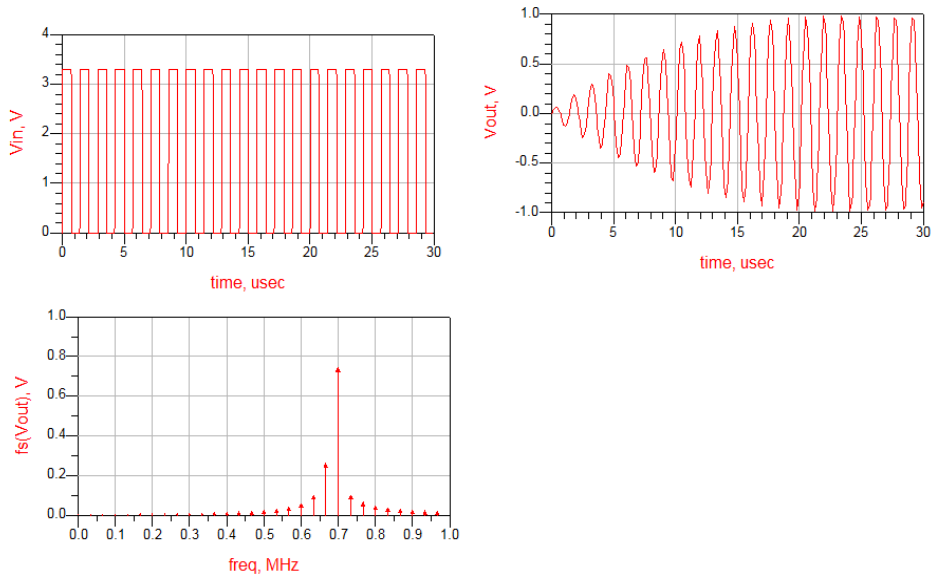 Vin, V
4
3
2
1
0
0 5 10 15 20 25 30
time, usec
Vout, V
1.0
0.5
0.0
-0.5
-1.0
0 5 10 15 20 25 30
time, usec
fs(Vout), V
1.0
0.8
0.6
0.4
0.2
0.0
0.0 0.1 0.2 0.3 0.4 0.5 0.6 0.7 0.8 0.9 1.0
freq, MHz